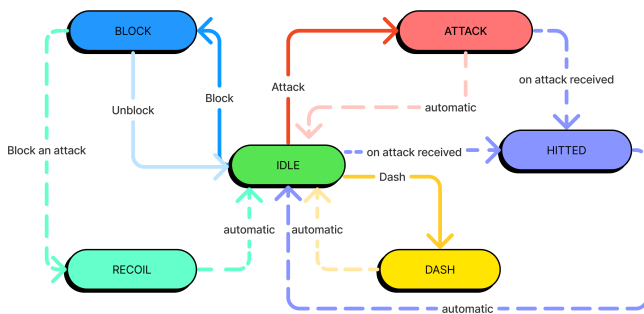 BLOCK
ATTACK
on attack received
Unblock
Block
Attack
automatic
Block an attack
on attack received
HITTED
IDLE
Dash
automatic
automatic
RECOIL
DASH
automatic